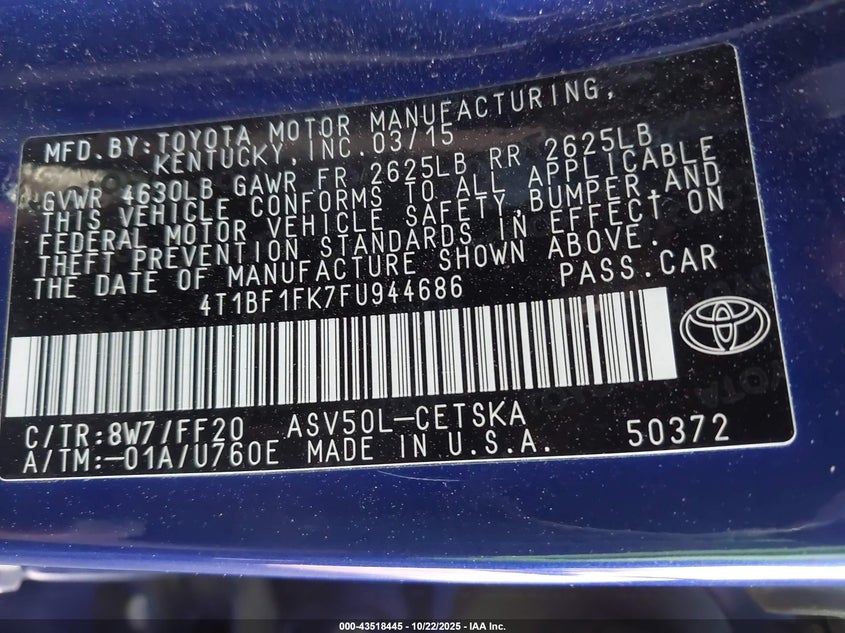 MFD.BY:TOYOTA MOTOR MANUFACTURING,
KENTUCKY,INC.03/15
GVWR 4630LB GAWR FR 2625LB RR 2625LB
THIS VEHICLE CONFORMS TO ALL APPLICABLE
FEDERAL MOTOR VEHICLE SAFETY,BUMPER,AND
THEFT PREVENTION STANDARDS IN EFFECT ON
THE DATE OF MANUFACTURE SHOWN ABOVE.
4T1BF1FK7FU944686 PASS.CAR
C/TR:8W7/FF20 ASV50L-CETSKA
A/TM:-01A/U760E MADE IN U.S.A. 50372
000-43518445 - 10/22/2025 - IAA Inc.